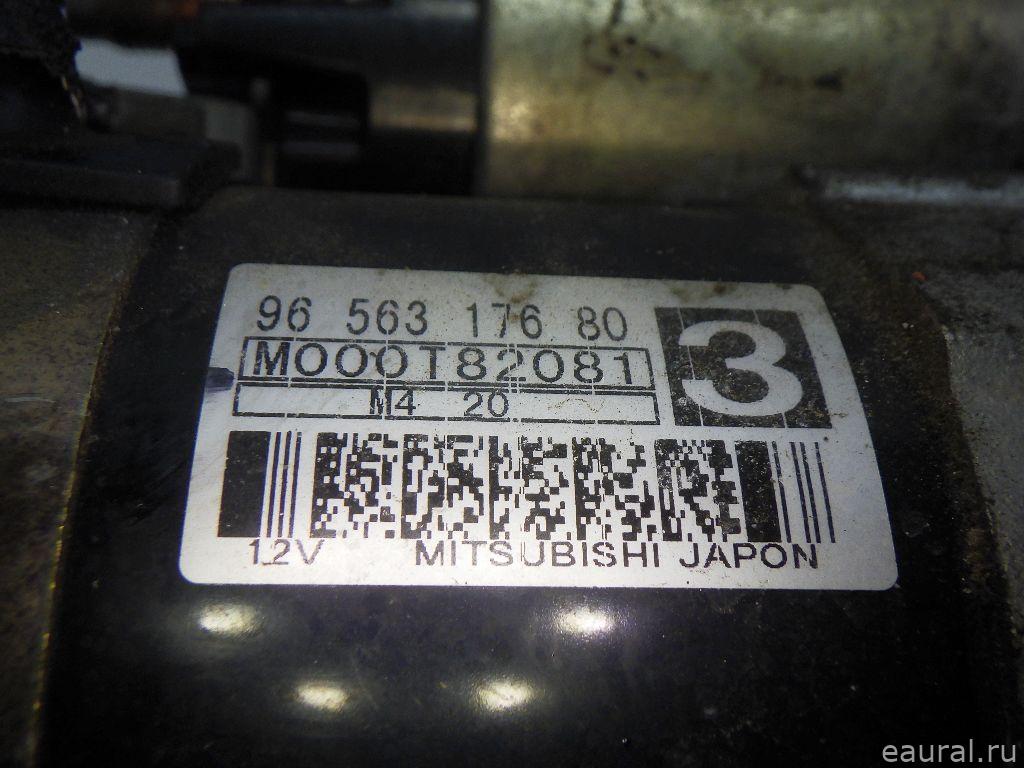 96 563 176 80
3
M000T82081
M4 20
12V MITSUBISHI JAPON
eaural.ru